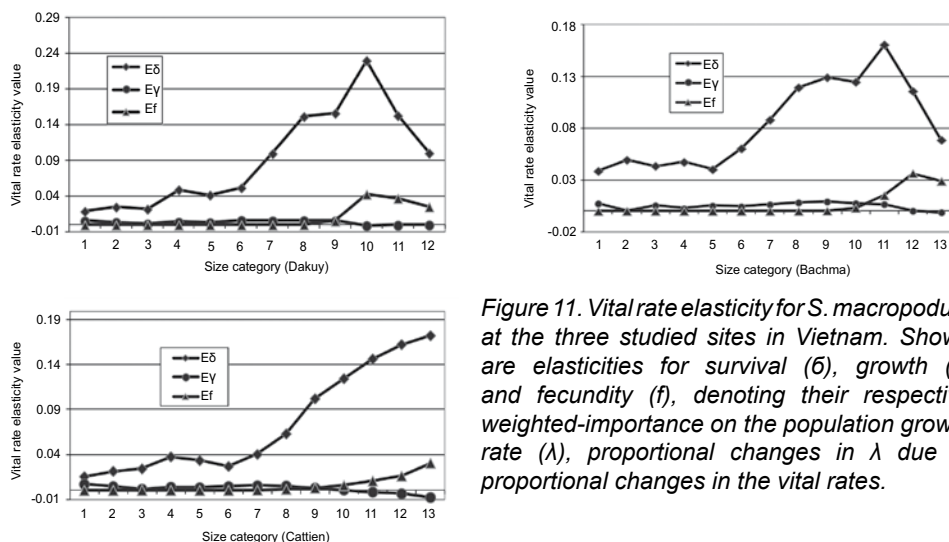 0.29
0.24
0.19
0.14
0.09
0.04
-0.01
Vital rate elasticity value
Eδ
Eγ
Ef
1 2 3 4 5 6 7 8 9 10 11 12
Size category (Dakuy)
0.18
0.13
0.08
0.03
-0.02
Vital rate elasticity value
Eδ
Eγ
Ef
1 2 3 4 5 6 7 8 9 10 11 12 13
Size category (Bachma)
0.19
0.14
0.09
0.04
-0.01
Vital rate elasticity value
Eδ
Eγ
Ef
1 2 3 4 5 6 7 8 9 10 11 12 13
Size category (Cattien)
Figure 11. Vital rate elasticity for S. macropodu
at the three studied sites in Vietnam. Show
are elasticities for survival (б), growth (
and fecundity (f), denoting their respecti
weighted-importance on the population grow
rate (λ), proportional changes in λ due
proportional changes in the vital rates.